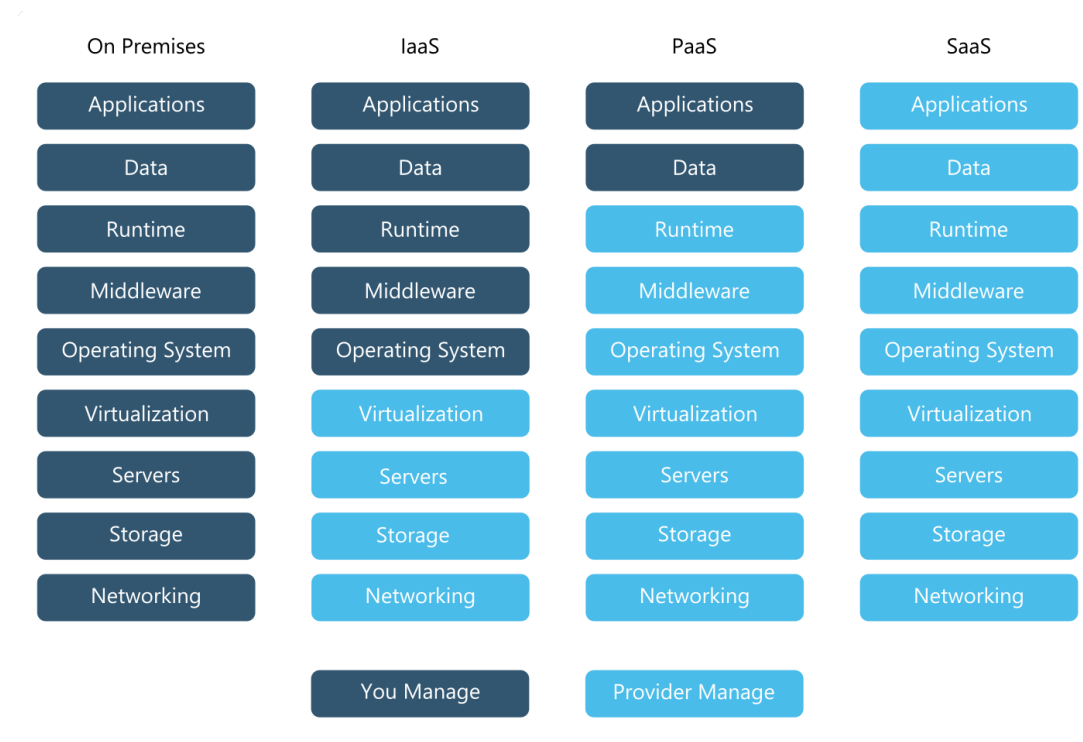 On Premises IaaS PaaS SaaS
Applications Applications Applications Applications
Data Data Data Data
Runtime Runtime Runtime Runtime
Middleware Middleware Middleware Middleware
Operating System Operating System Operating System Operating System
Virtualization Virtualization Virtualization Virtualization
Servers Servers Servers Servers
Storage Storage Storage Storage
Networking Networking Networking Networking
You Manage Provider Manage